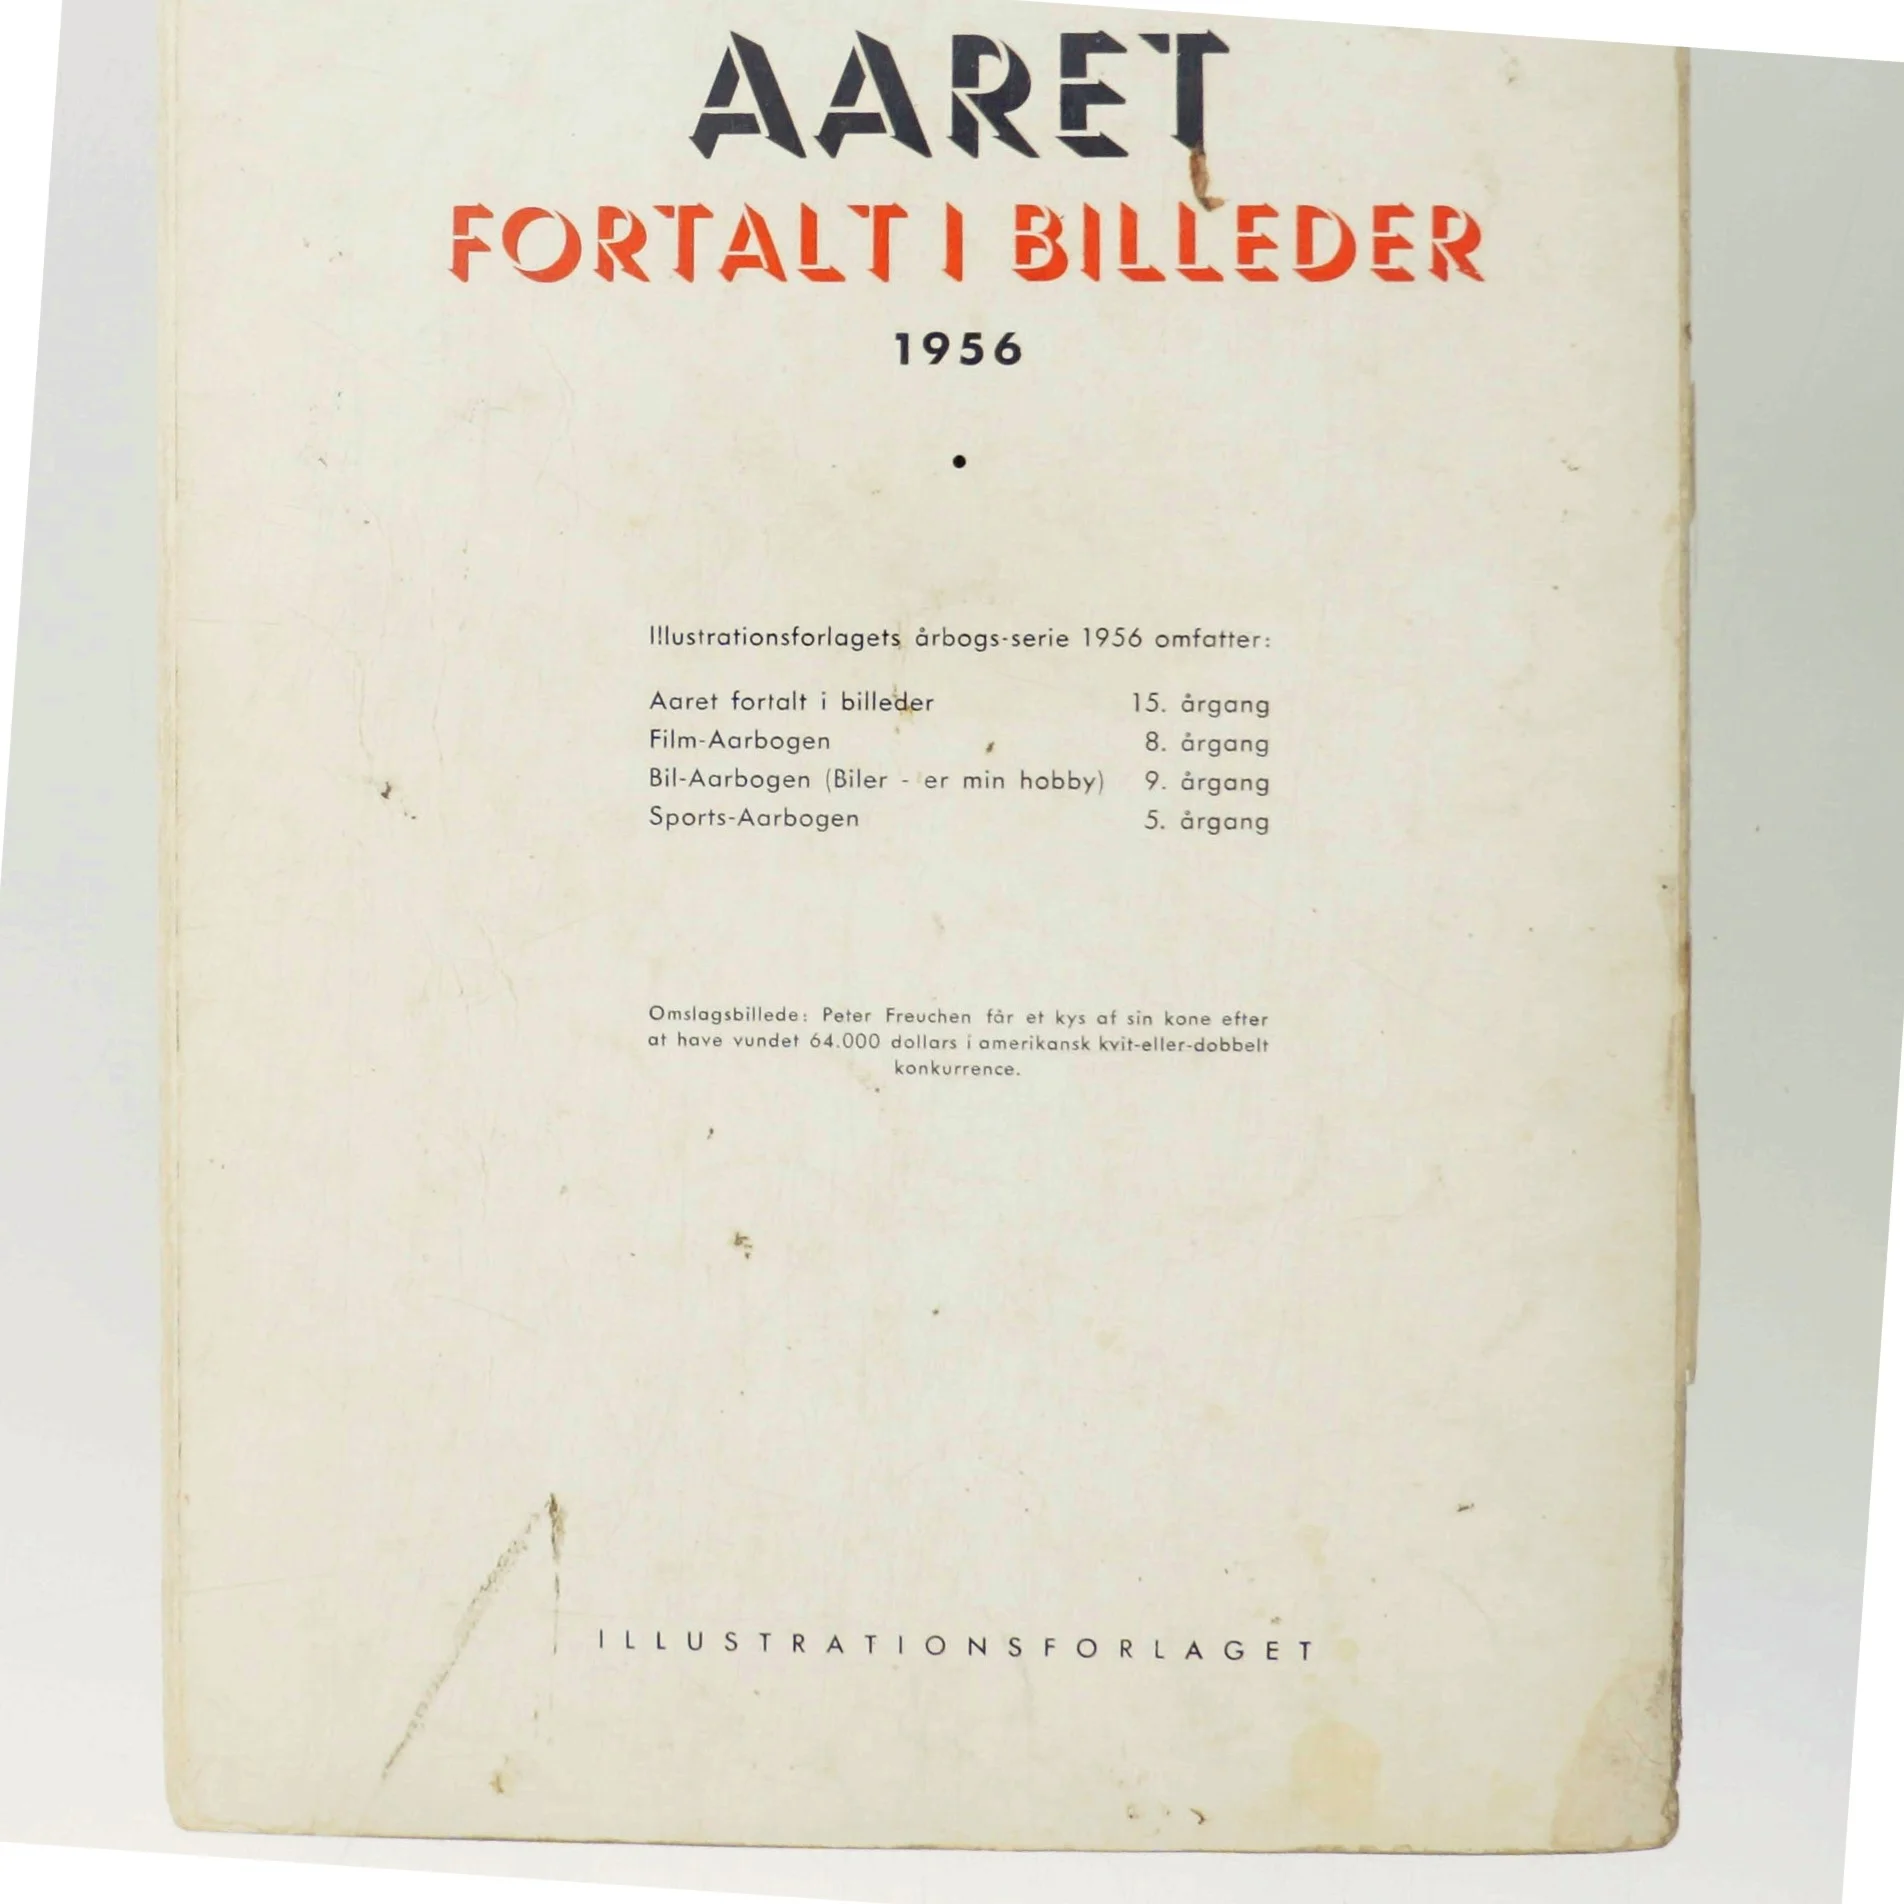 AARET
FORTALT I BILLEDER
1956
Illustrationsforlagets årbogs-serie 1956 omfatter:
Aaret fortalt i billeder 15. årgang
Film-Aarbogen 8. årgang
Bil-Aarbogen (Biler - er min hobby) 9. årgang
Sports-Aarbogen 5. årgang
Omslagsbillede: Peter Freuchen får et kys af sin kone efter
at have vundet 64.000 dollars i amerikansk kvit-eller-dobbelt
konkurrence.
ILLUSTRATIONSFORLAGET